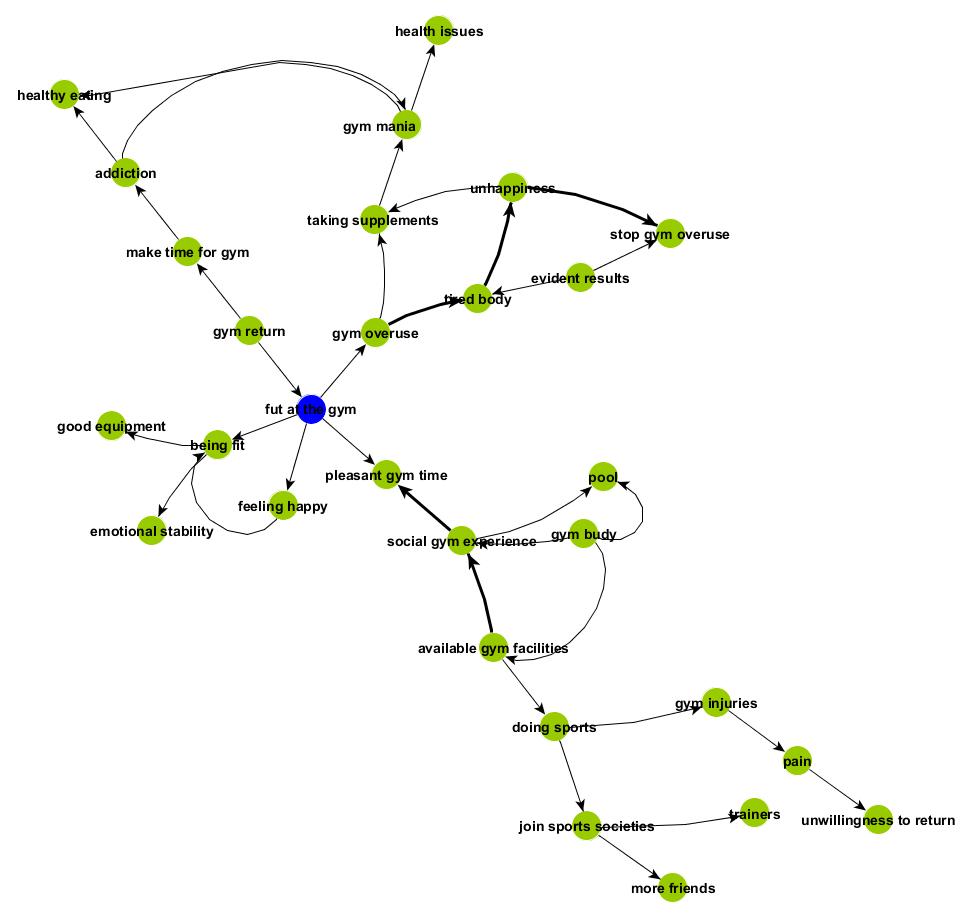 health issues
healthy eating
gym mania
addiction
unhappiness
taking supplements
stop gym overuse
make time for gym
evident results
tired body
gym return
gym overuse
fut at the gym
good equipment
being fit
pleasant gym time
pool
feeling happy
emotional stability
gym budy
social gym experience
available gym facilities
gym injuries
doing sports
pain
trainers
unwillingness to return
join sports societies
more friends